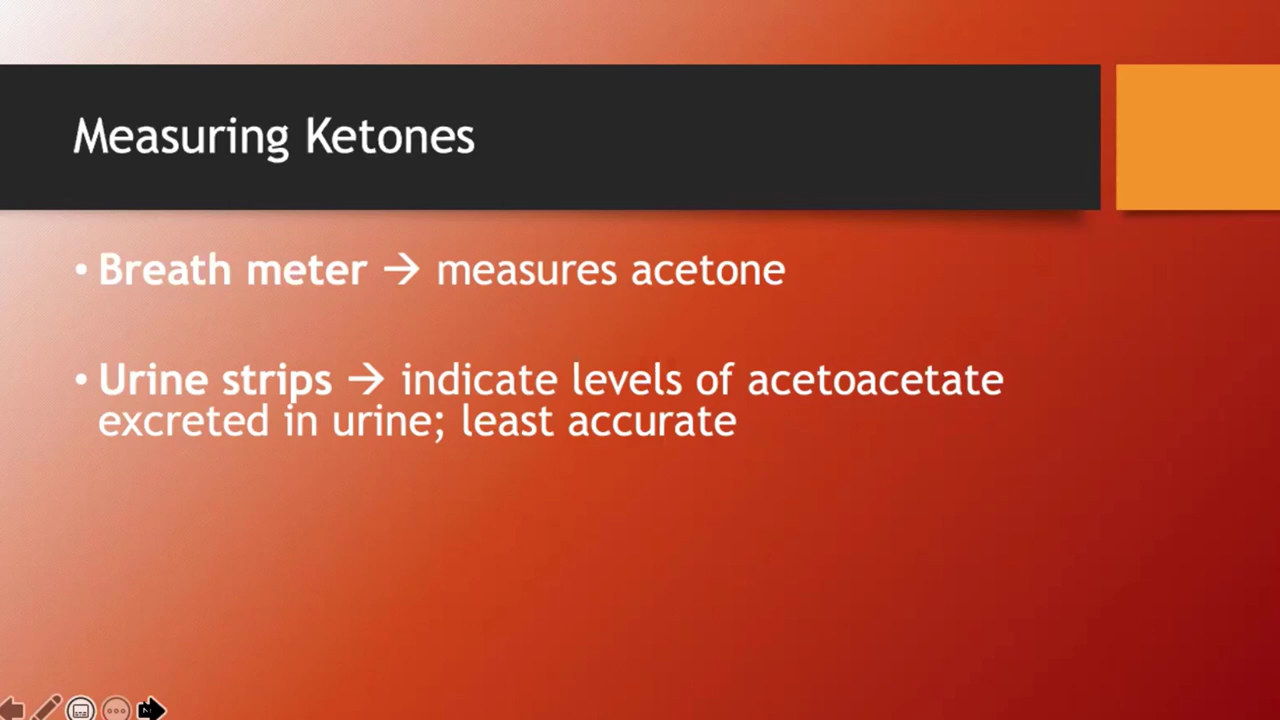 Measuring Ketones
• Breath meter → measures acetone
• Urine strips → indicate levels of acetoacetate
excreted in urine; least accurate